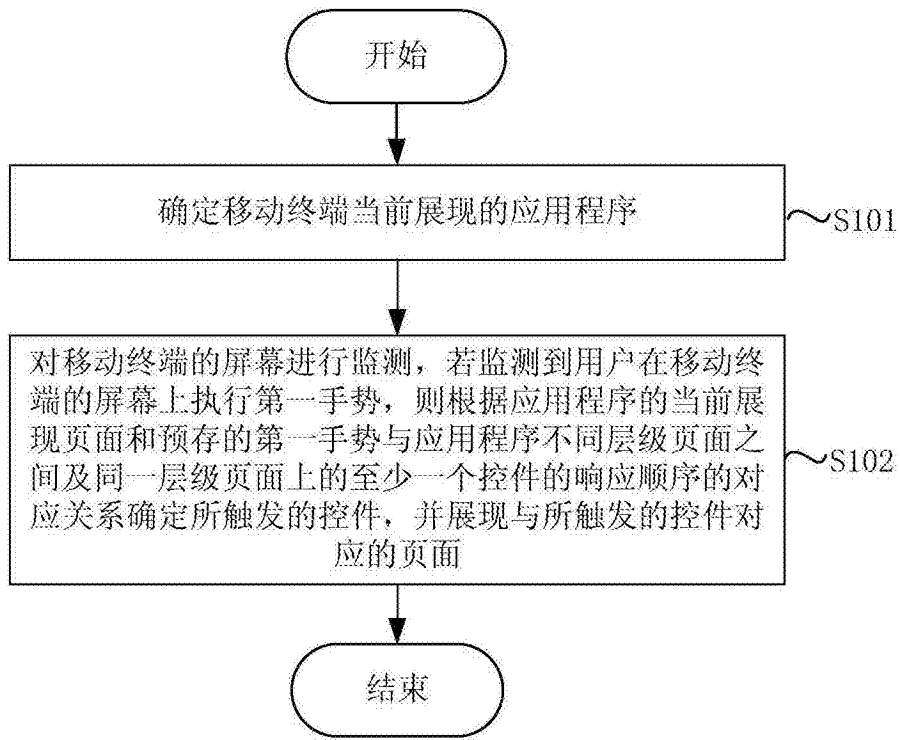 开始
确定移动终端当前展现的应用程序
S101
对移动终端的屏幕进行监测，若监测到用户在移动终
端的屏幕上执行第一手势，则根据应用程序的当前展
现页面和预存的第一手势与应用程序不同层级页面之
间及同一层级页面上的至少一个控件的响应顺序的对
应关系确定所触发的控件，并展现与所触发的控件对
应的页面
S102
结束